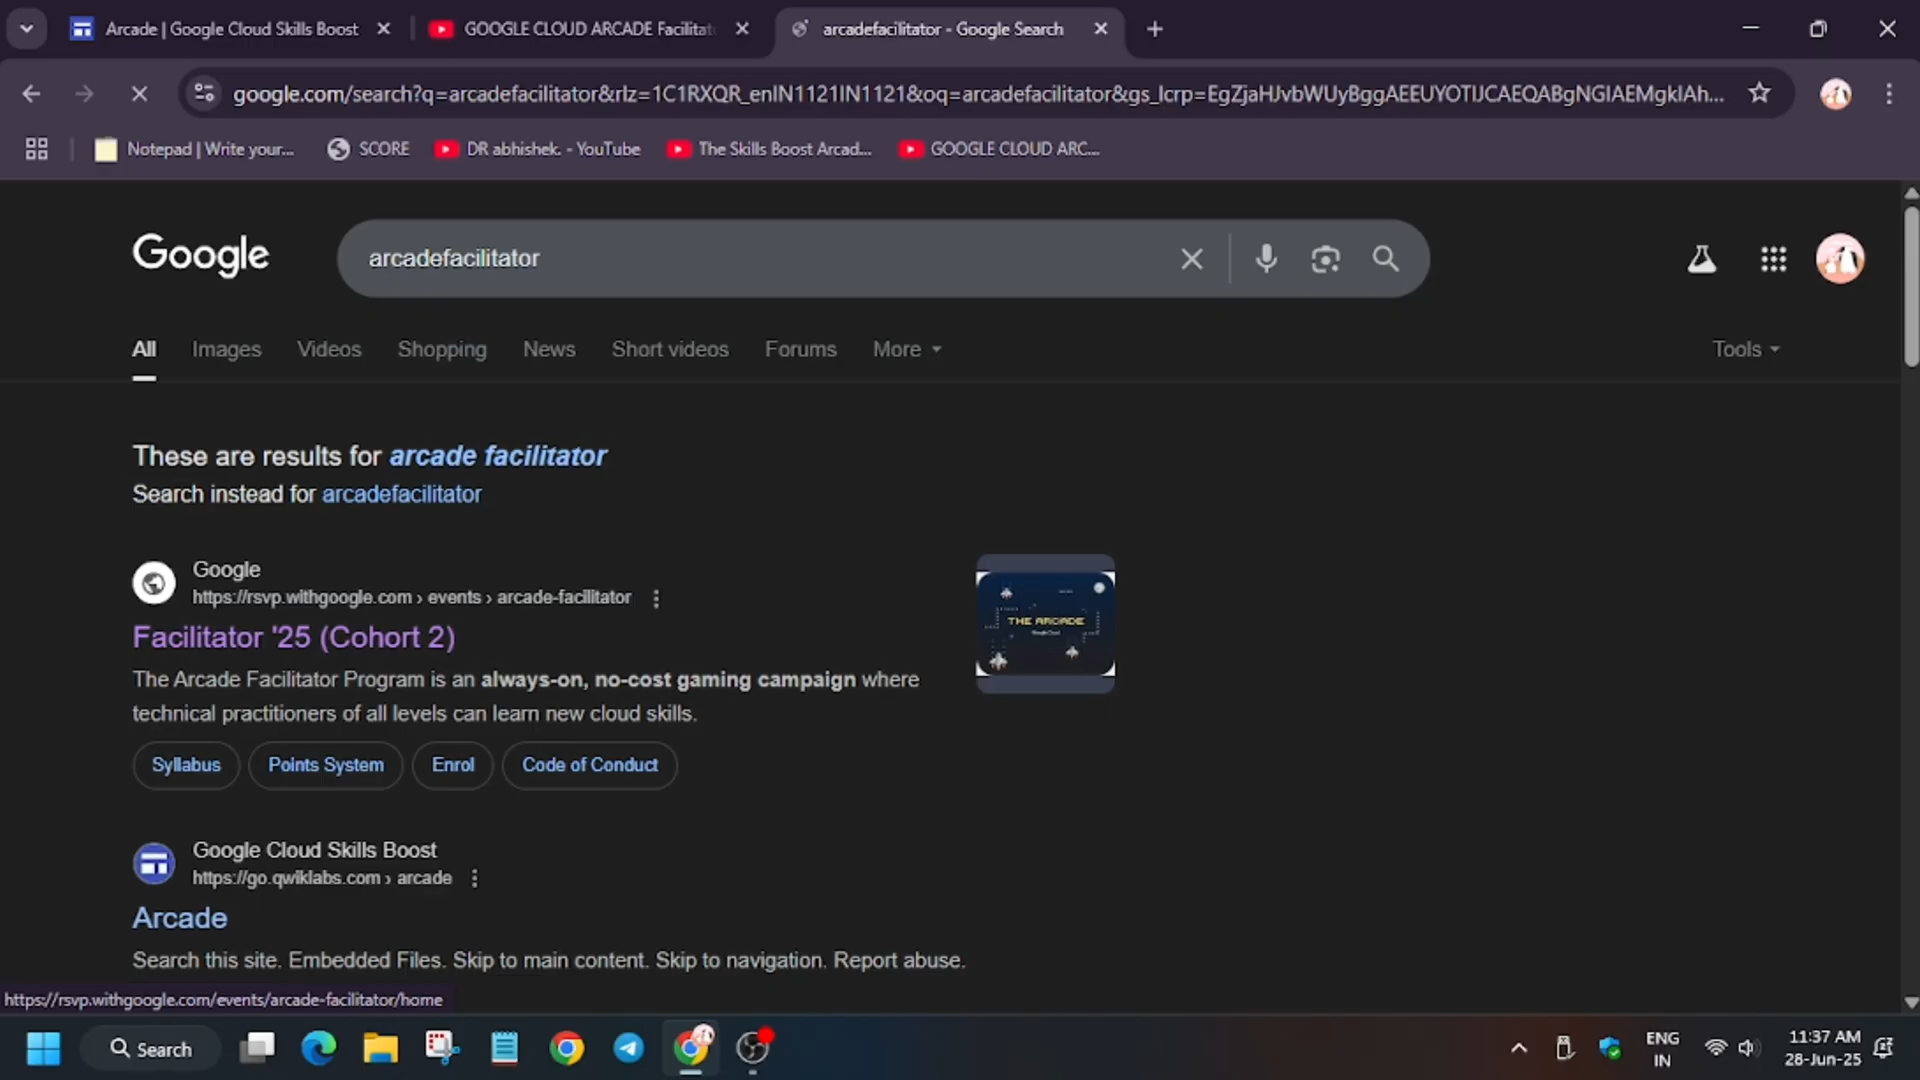 Arcade | Google Cloud Skills Boost
GOOGLE CLOUD ARCADE Facilitat
arcadefacilitator - Google Search
google.com/search?q=arcadefacilitator&rlz=1C1RXQR_enIN1121IN1121&oq=arcadefacilitator&gs_lcrp=EgZjaHJvbWUyBggAEEUYOTIJCAEQABgNGIAEMgkIAh...
Notepad | Write your...
SCORE
DR abhishek. - YouTube
The Skills Boost Arcad...
GOOGLE CLOUD ARC...
Google
arcadefacilitator
All
Images
Videos
Shopping
News
Short videos
Forums
More
Tools
These are results for arcade facilitator
Search instead for arcadefacilitator
Google
https://rsvp.withgoogle.com › events › arcade-facilitator
Facilitator '25 (Cohort 2)
The Arcade Facilitator Program is an always-on, no-cost gaming campaign where
technical practitioners of all levels can learn new cloud skills.
THE ARCADE
Google Cloud
Syllabus
Points System
Enrol
Code of Conduct
Google Cloud Skills Boost
https://go.qwiklabs.com › arcade
Arcade
Search this site. Embedded Files. Skip to main content. Skip to navigation. Report abuse.
https://rsvp.withgoogle.com/events/arcade-facilitator/home
Search
ENG
IN
11:37 AM
28-Jun-25